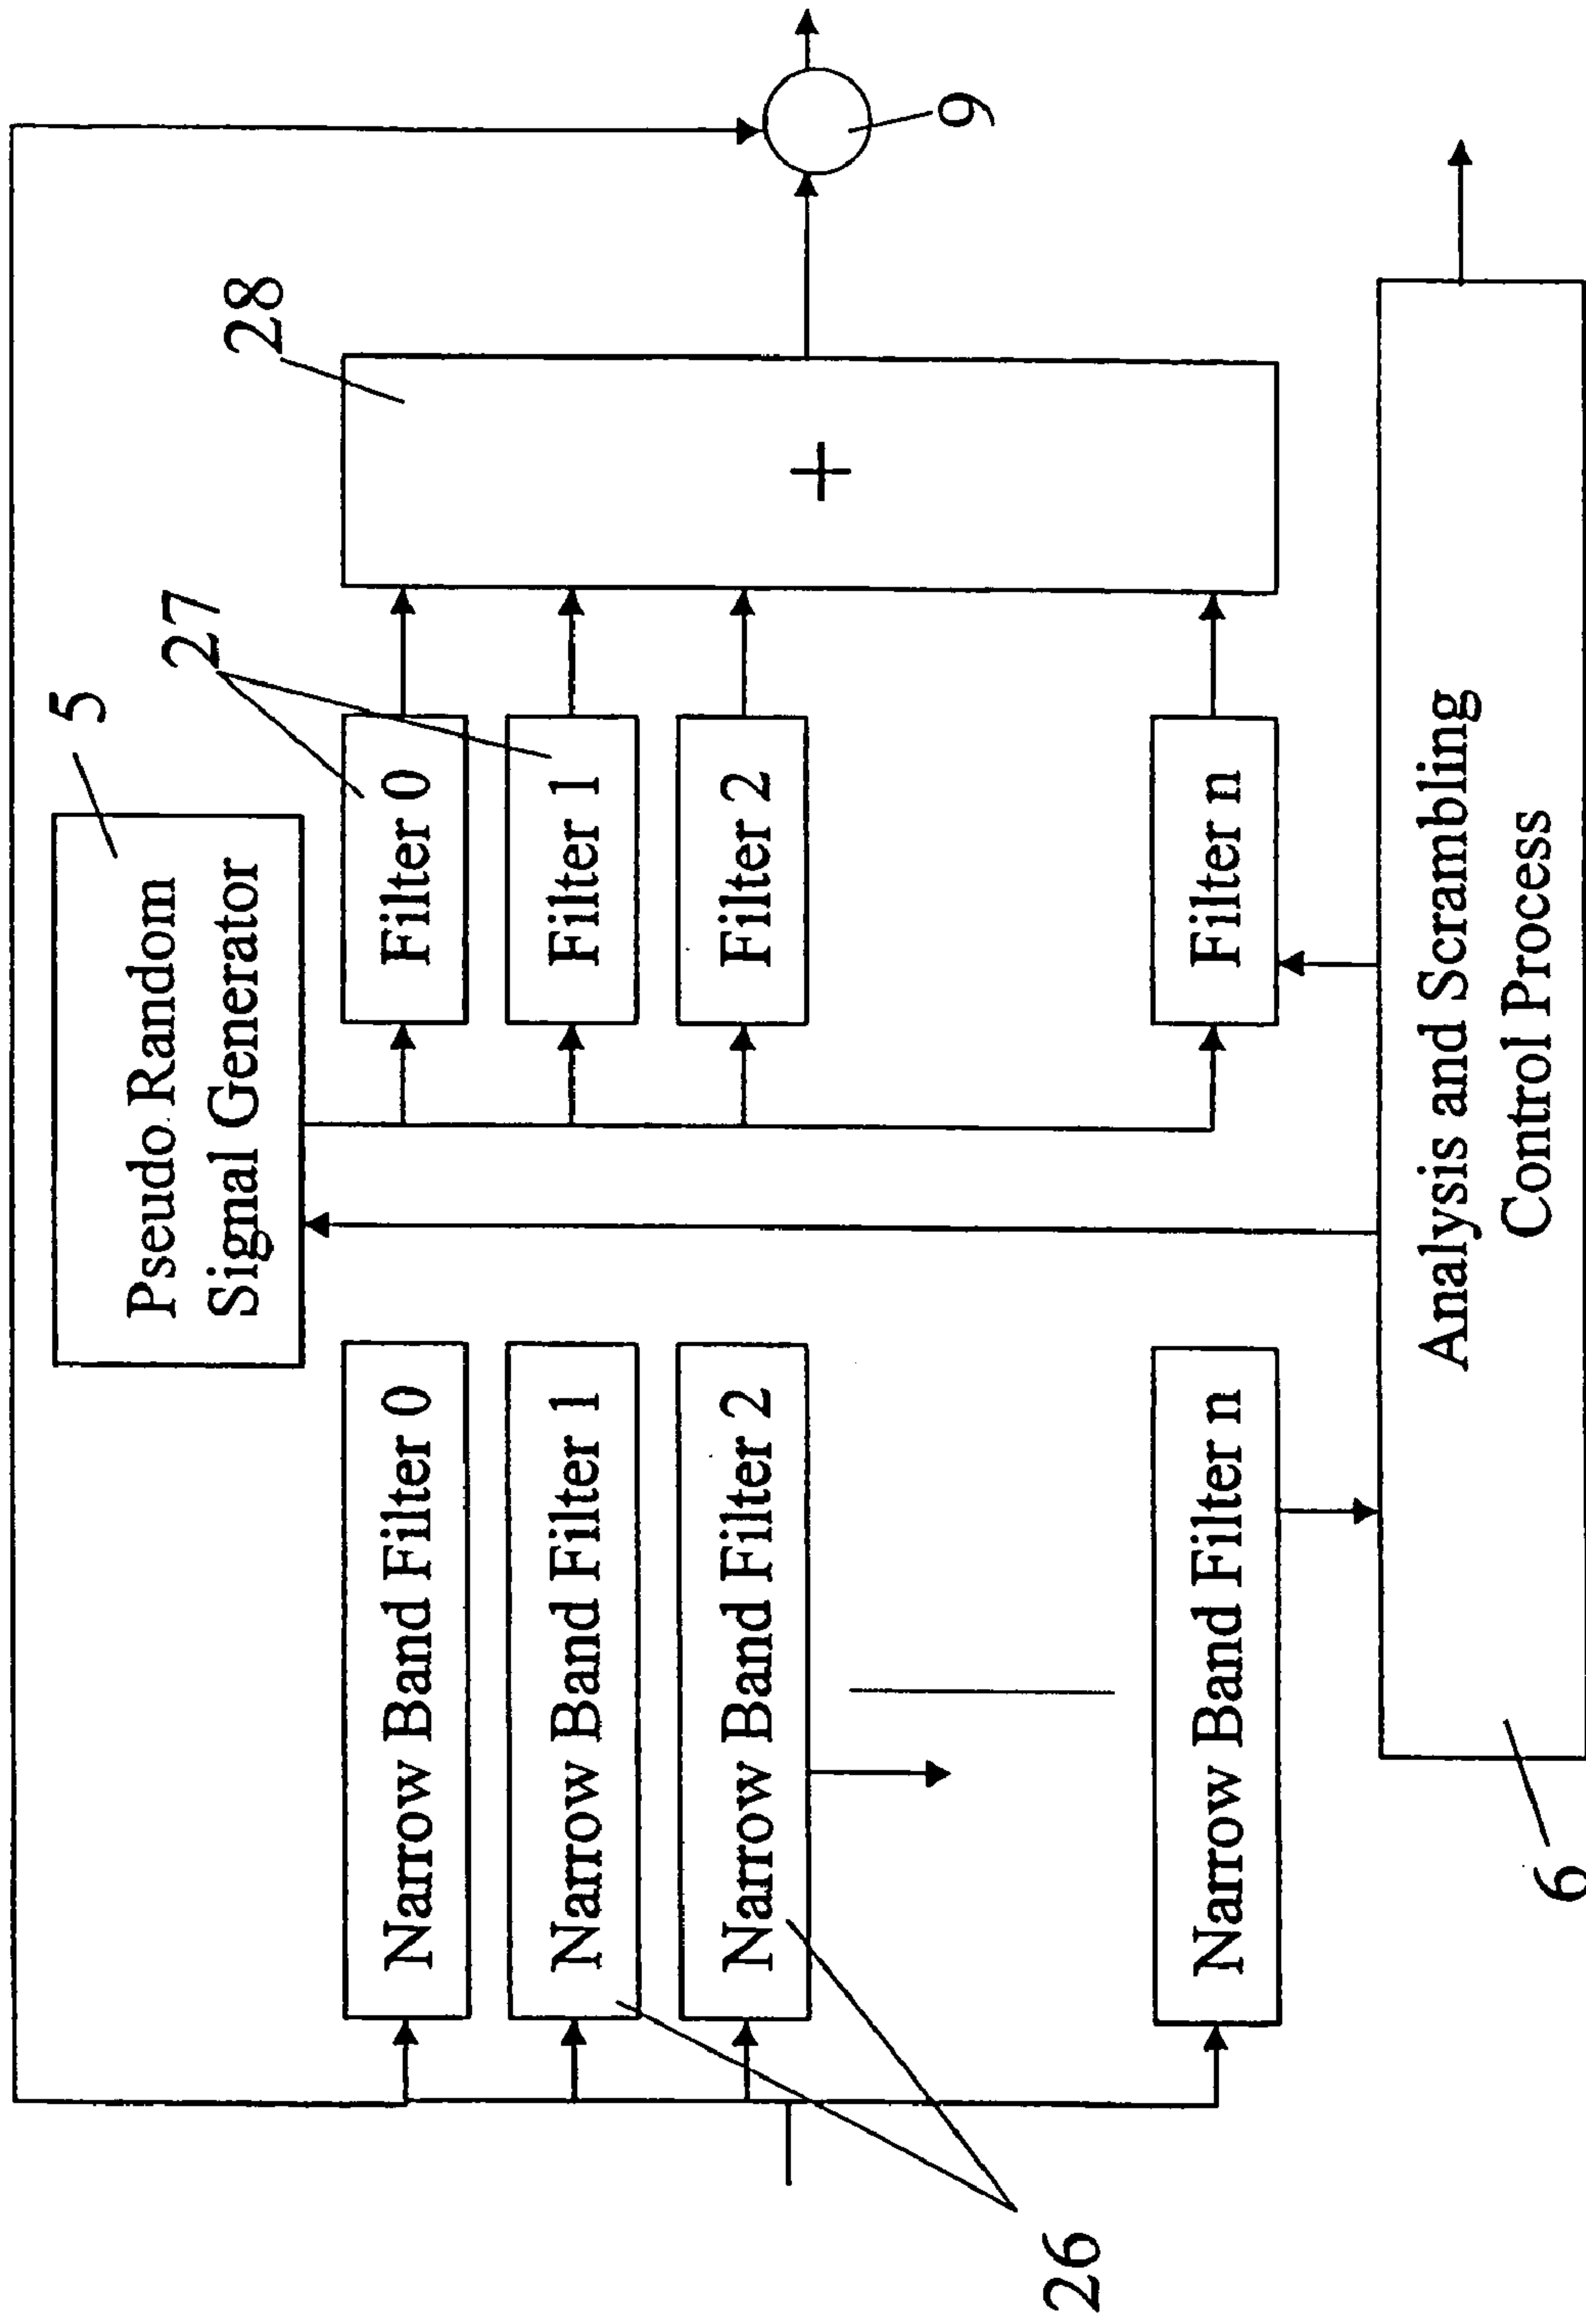 5
Pseudo Random
Signal Generator
27
28
Narrow Band Filter 0
Filter 0
Narrow Band Filter 1
Filter 1
Narrow Band Filter 2
Filter 2
+
9
26
Narrow Band Filter n
Filter n
Analysis and Scrambling
Control Process
6